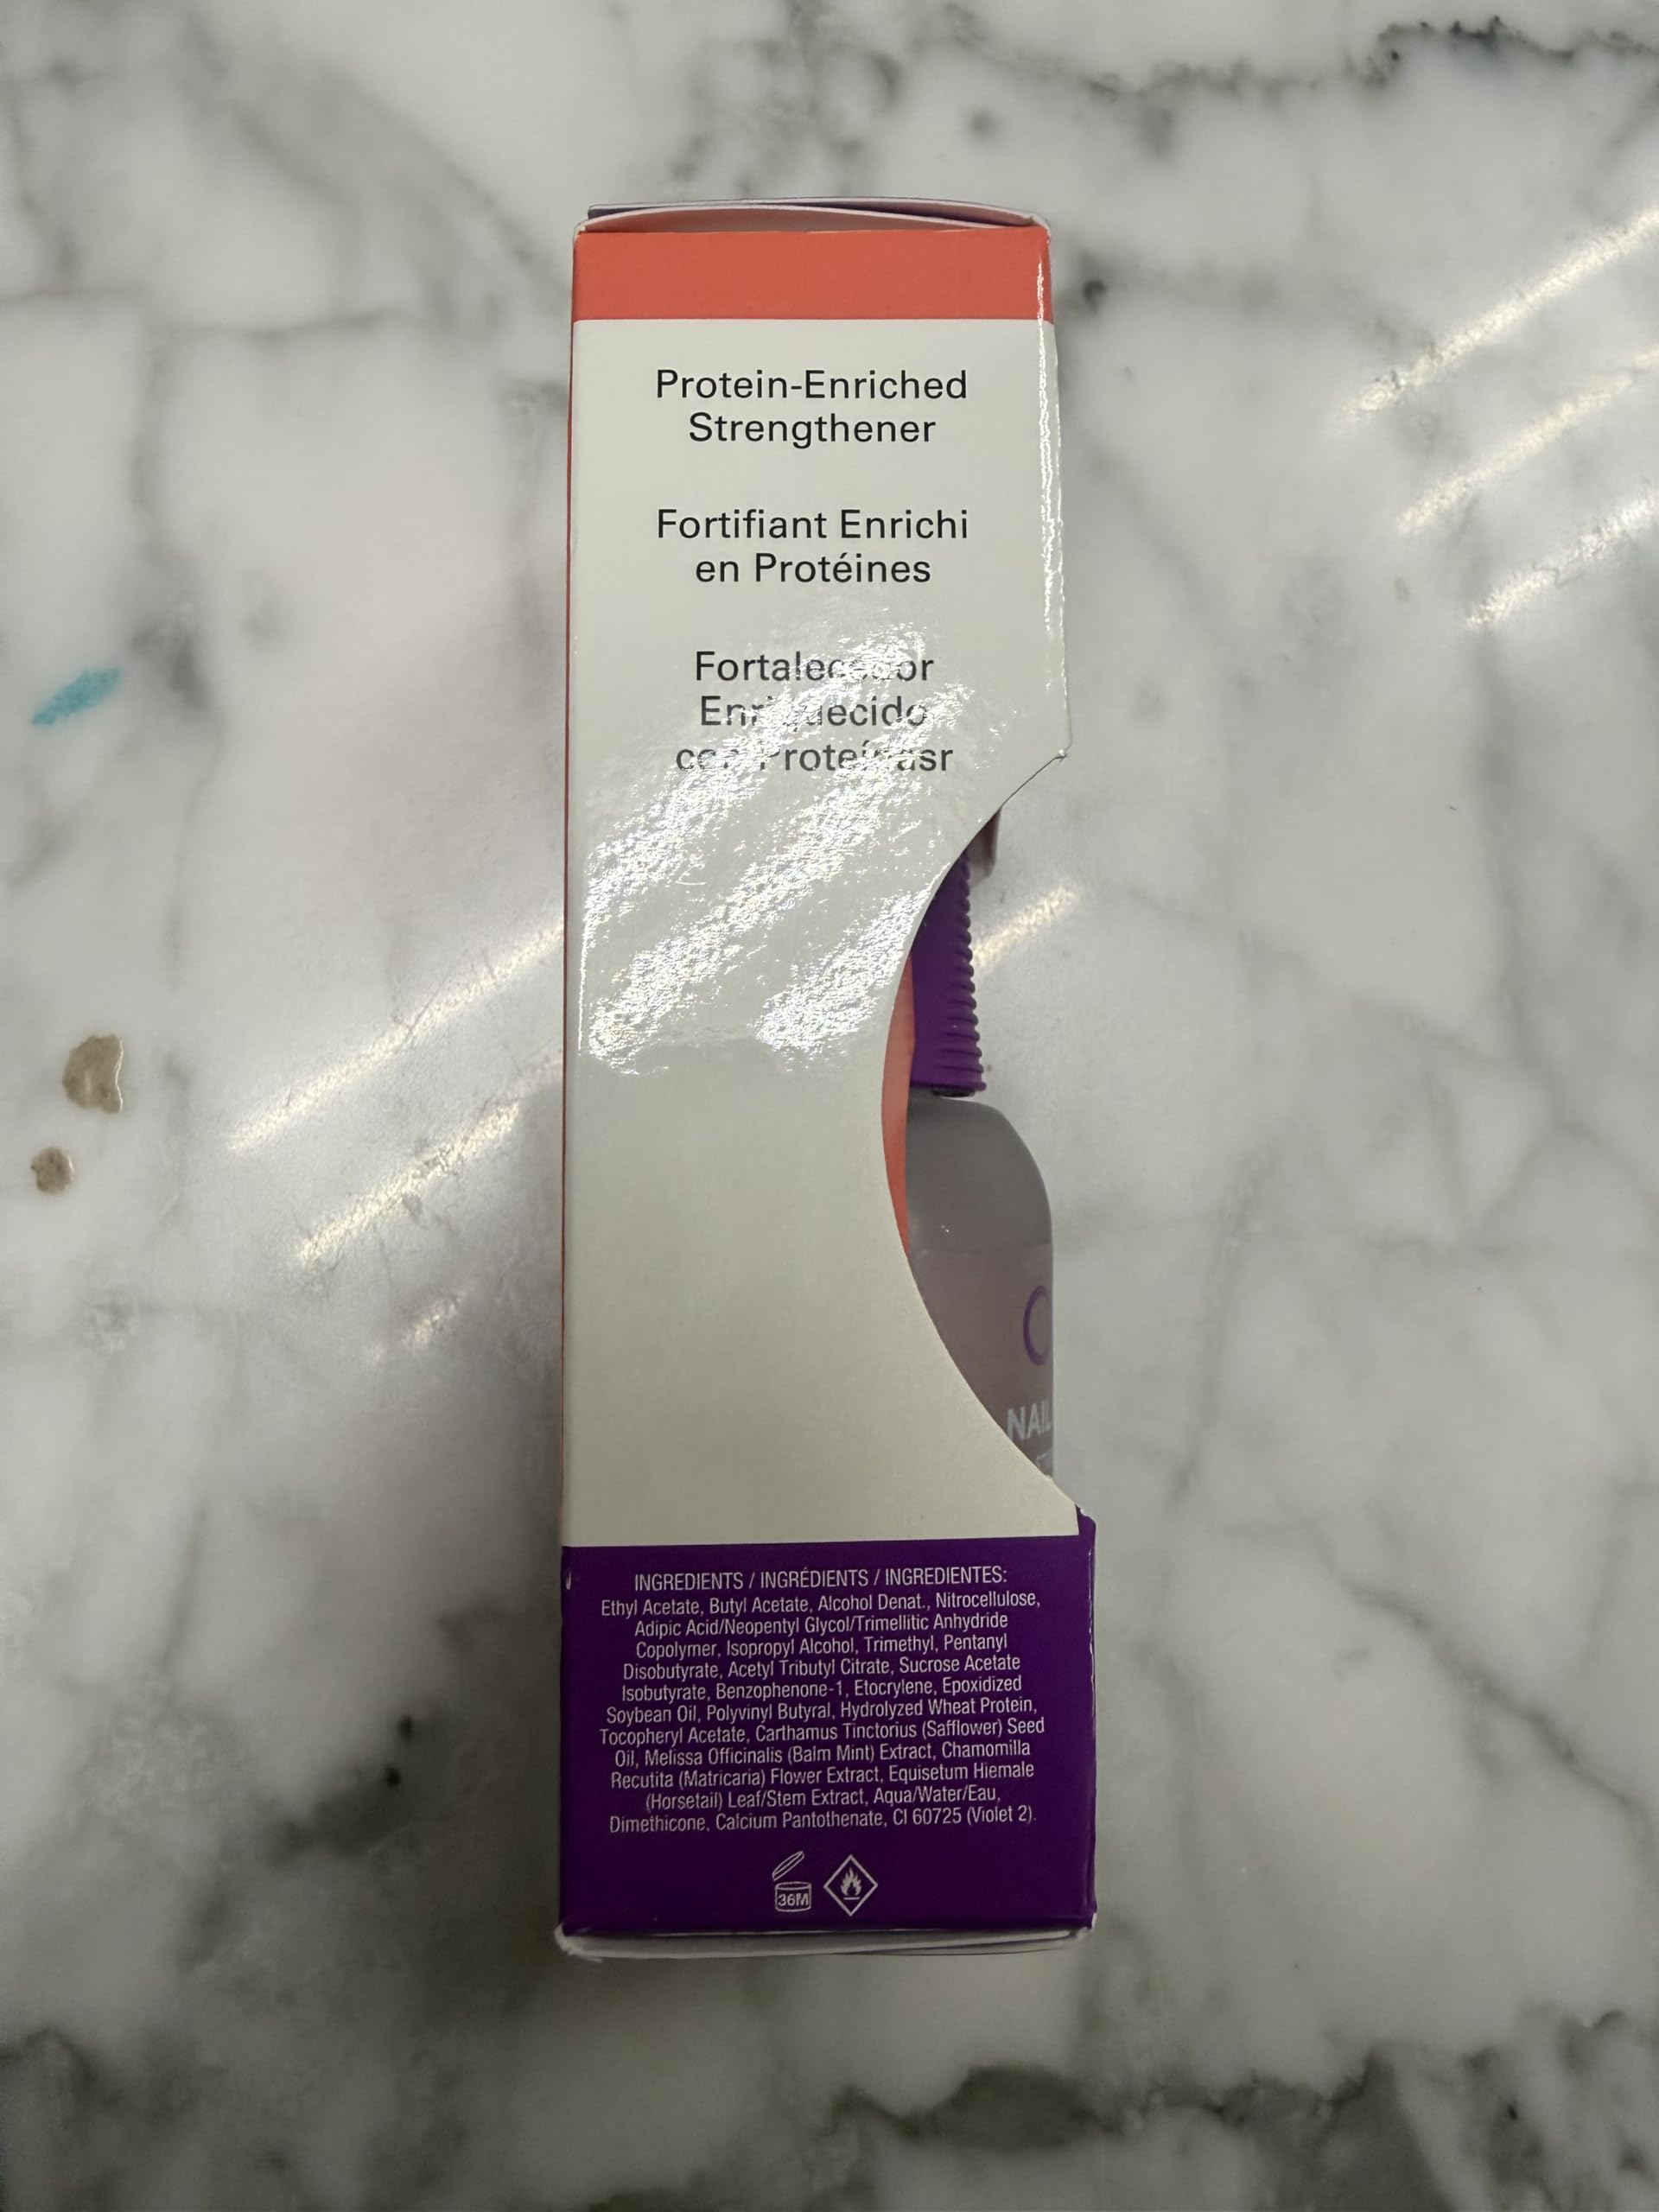 Protein-Enriched
Strengthener
Fortifiant Enrichi
en Protéines
Fortalecedor
Enriquecido
con Proteínasr
C
NAIL
INGREDIENTS / INGRÉDIENTS / INGREDIENTES:
Ethyl Acetate, Butyl Acetate, Alcohol Denat., Nitrocellulose,
Adipic Acid/Neopentyl Glycol/Trimellitic Anhydride
Copolymer, Isopropyl Alcohol, Trimethyl, Pentanyl
Disobutyrate, Acetyl Tributyl Citrate, Sucrose Acetate
Isobutyrate, Benzophenone-1, Etocrylene, Epoxidized
Soybean Oil, Polyvinyl Butyral, Hydrolyzed Wheat Protein,
Tocopheryl Acetate, Carthamus Tinctorius (Safflower) Seed
Oil, Melissa Officinalis (Balm Mint) Extract, Chamomilla
Recutita (Matricaria) Flower Extract, Equisetum Hiemale
(Horsetail) Leaf/Stem Extract, Aqua/Water/Eau,
Dimethicone, Calcium Pantothenate, CI 60725 (Violet 2).
36M